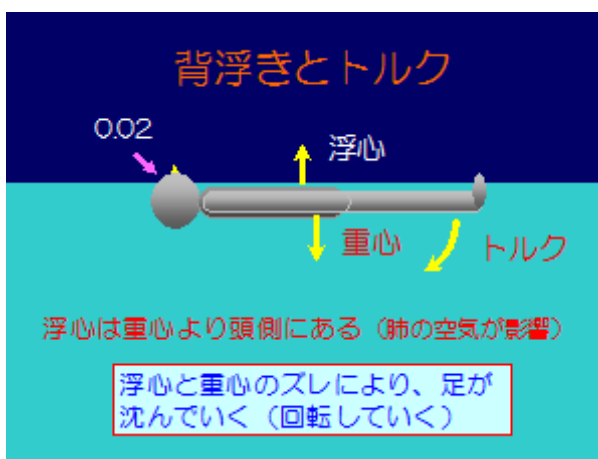 背浮きとトルク
0.02
浮心
重心
トルク
浮心は重心より頭側にある（肺の空気が影響）
浮心と重心のズレにより、足が
沈んでいく（回転していく）